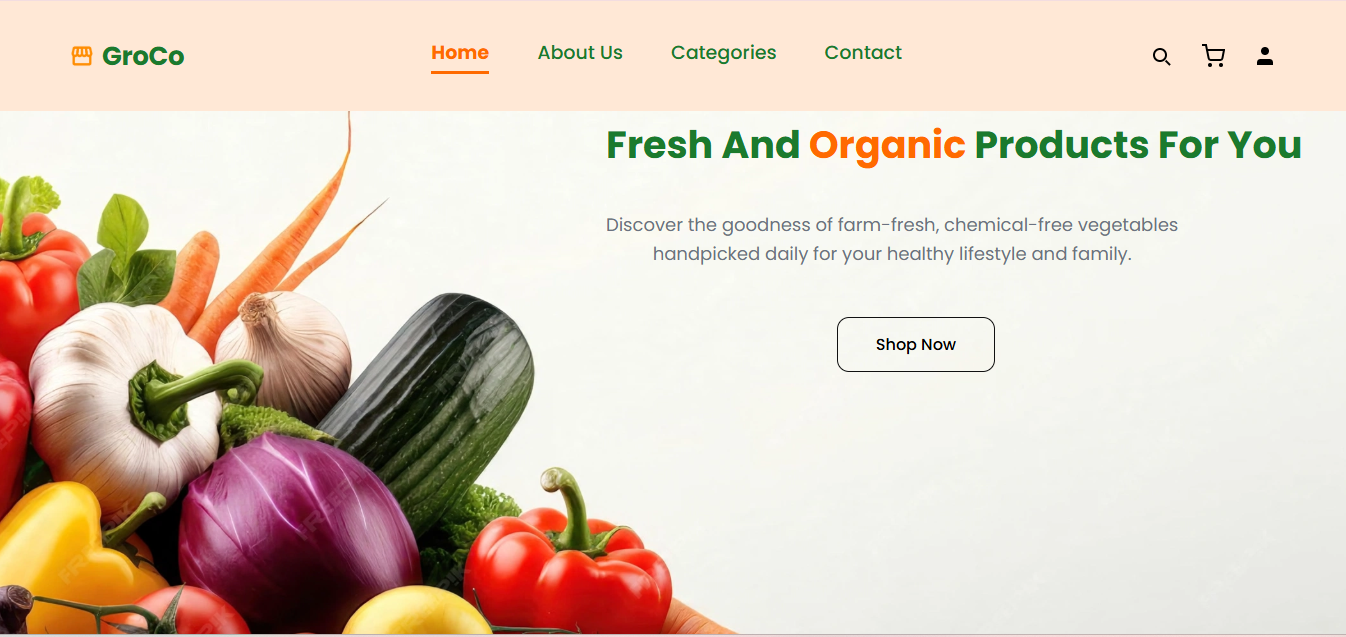 GroCo
Home About Us Categories Contact
Fresh And Organic Products For You
Discover the goodness of farm-fresh, chemical-free vegetables
handpicked daily for your healthy lifestyle and family.
Shop Now